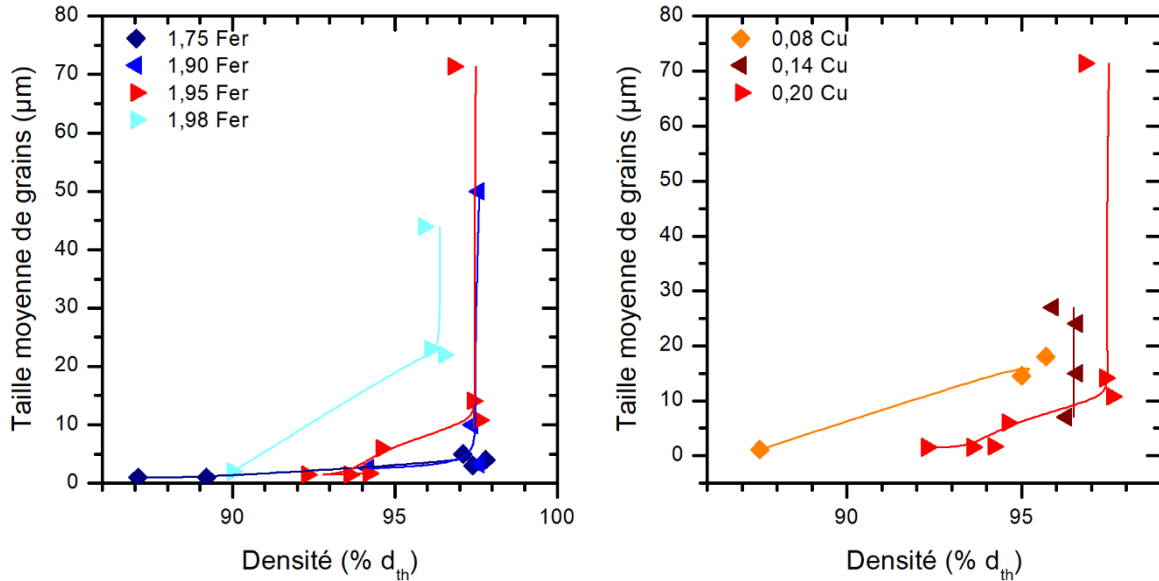 80
70
60
50
40
30
20
10
0
Taille moyenne de grains (µm)
1,75 Fer
1,90 Fer
1,95 Fer
1,98 Fer
90
95
100
Densité (% dth)
80
70
60
50
40
30
20
10
0
Taille moyenne de grains (µm)
0,08 Cu
0,14 Cu
0,20 Cu
90
95
Densité (% dth)